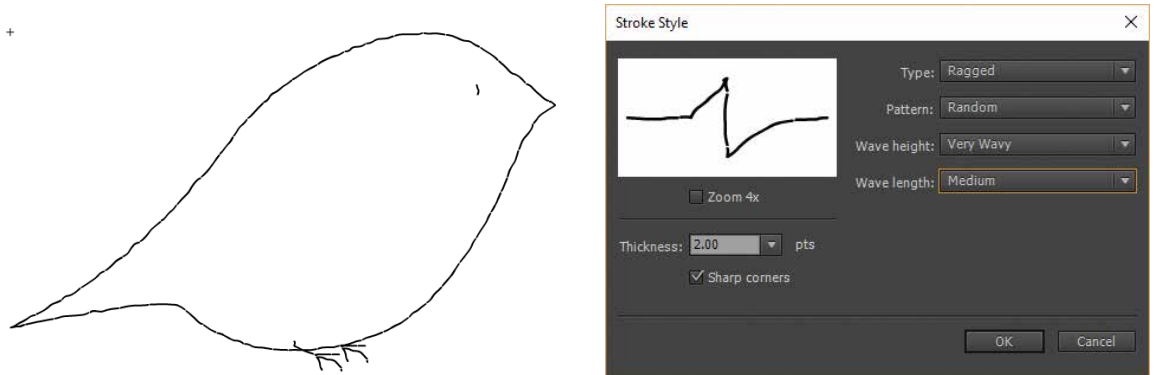 Stroke Style
Type: Ragged
Pattern: Random
Wave height: Very Wavy
Wave length: Medium
Zoom 4x
Thickness: 2.00 pts
Sharp corners
OK Cancel